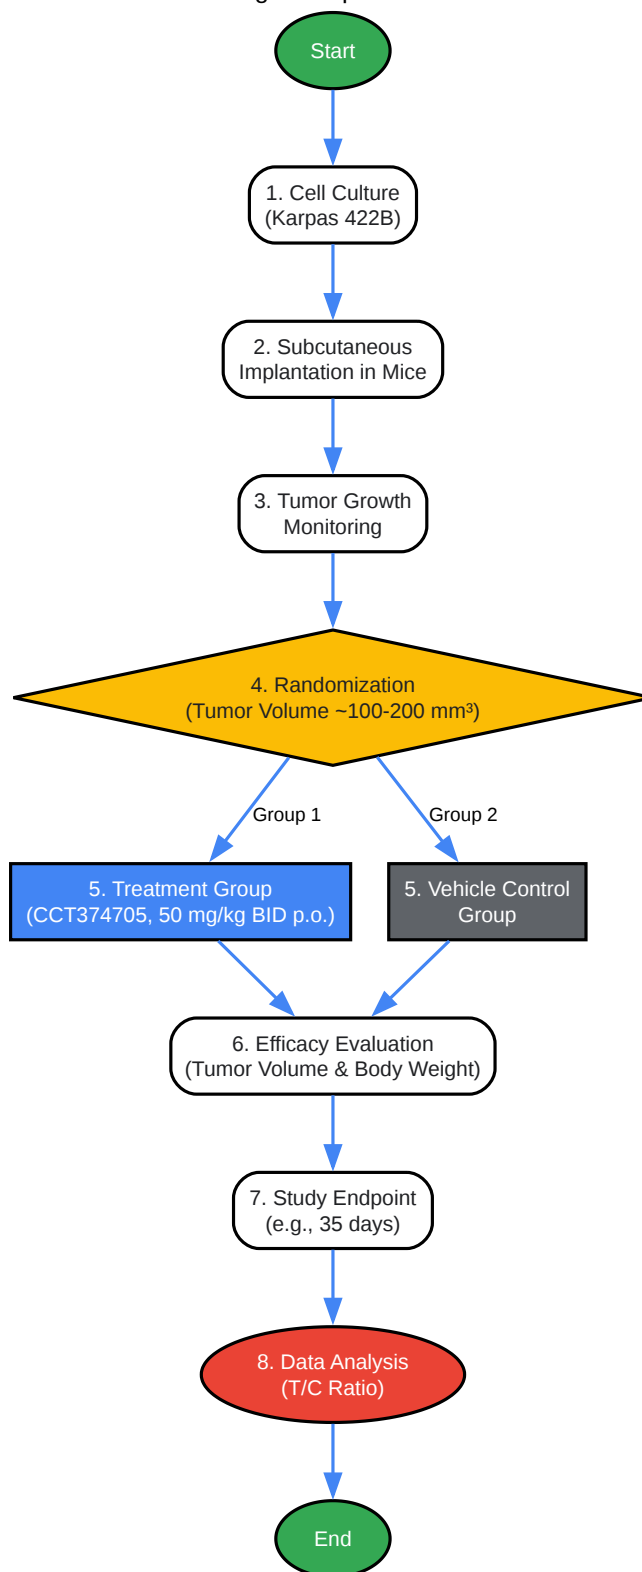 Start
1. Cell Culture
(Karpas 422B)
2. Subcutaneous
Implantation in Mice
3. Tumor Growth
Monitoring
4. Randomization
(Tumor Volume ~100-200 mm³)
Group 1
Group 2
5. Treatment Group
(CCT374705, 50 mg/kg BID p.o.)
5. Vehicle Control
Group
6. Efficacy Evaluation
(Tumor Volume & Body Weight)
7. Study Endpoint
(e.g., 35 days)
8. Data Analysis
(T/C Ratio)
End